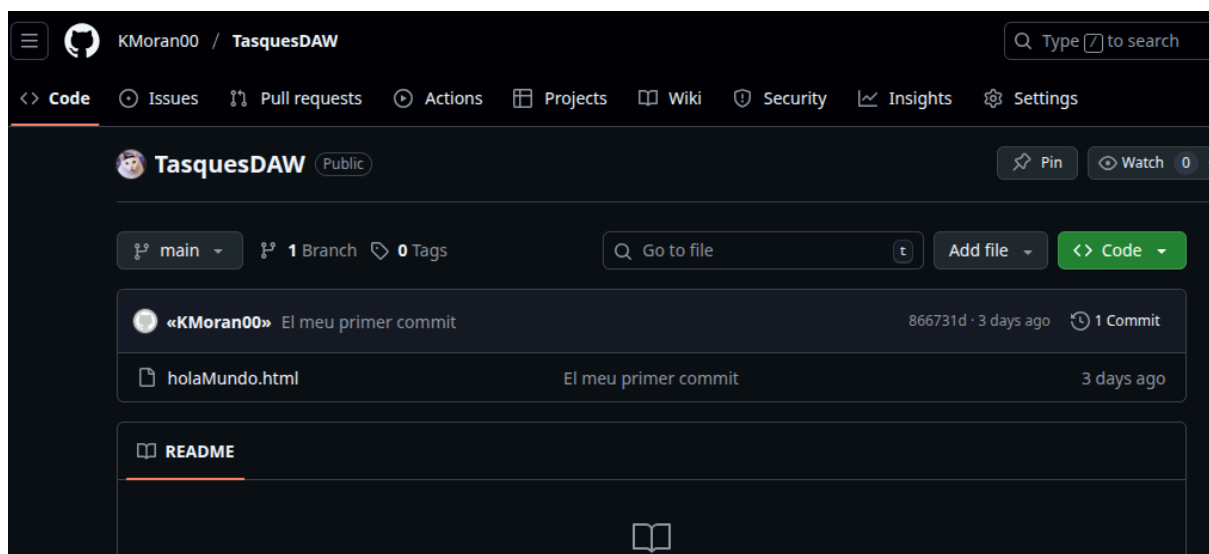 KMoran00 / TasquesDAW Type / to search
Code Issues Pull requests Actions Projects Wiki Security Insights Settings
TasquesDAW Public Pin Watch 0
main 1 Branch 0 Tags Go to file t Add file <> Code
«KMoran00» El meu primer commit 866731d · 3 days ago 1 Commit
holaMundo.html El meu primer commit 3 days ago
README